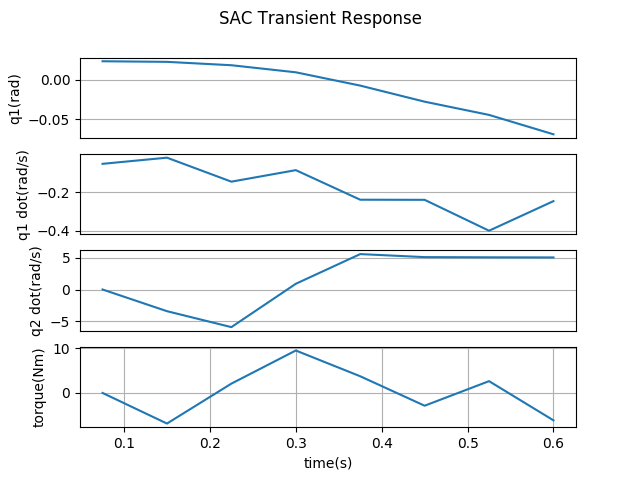 SAC Transient Response
q1(rad)
0.00
−0.05
q1 dot(rad/s)
−0.2
−0.4
q2 dot(rad/s)
5
0
−5
torque(Nm)
10
0
0.1 0.2 0.3 0.4 0.5 0.6
time(s)